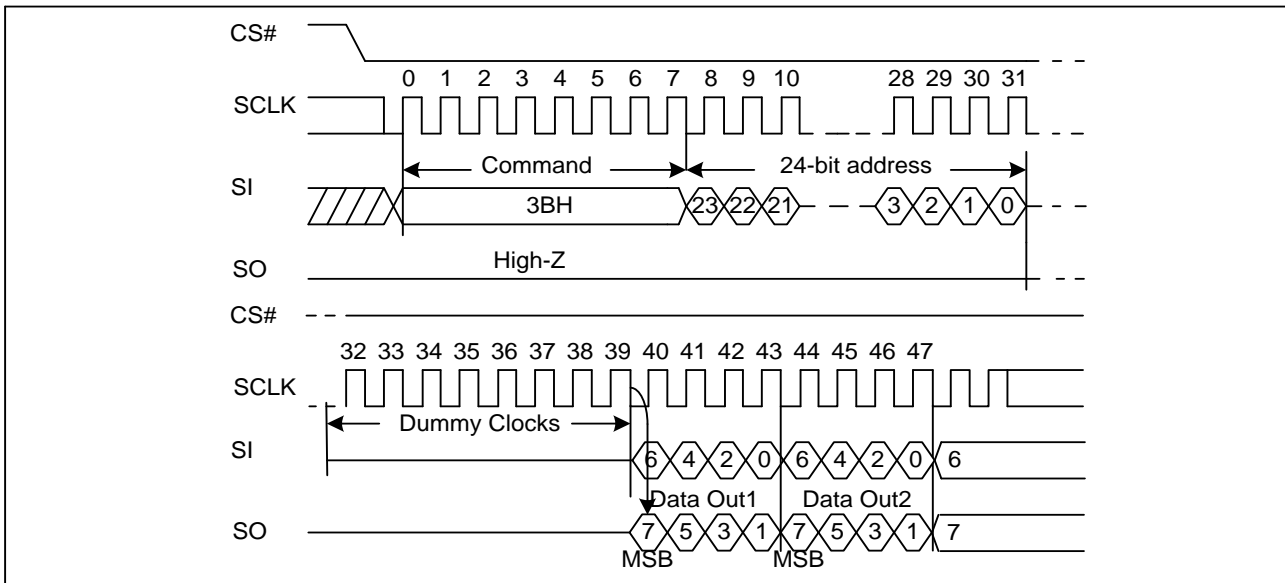 CS#
0 1 2 3 4 5 6 7 8 9 10 28 29 30 31
SCLK
Command 24-bit address
SI
3BH 23 22 21 3 2 1 0
High-Z
SO
CS#
32 33 34 35 36 37 38 39 40 41 42 43 44 45 46 47
SCLK
Dummy Clocks
SI
6 4 2 0 6 4 2 0 6
Data Out1 Data Out2
SO
7 5 3 1 7 5 3 1 7
MSB MSB